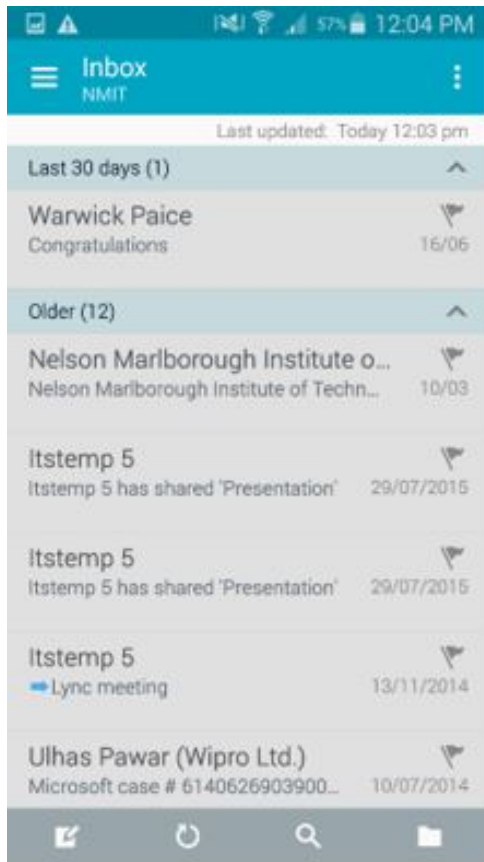 57% 12:04 PM
Inbox
NMIT
Last updated: Today 12:03 pm
Last 30 days (1)
Warwick Paice
Congratulations 16/06
Older (12)
Nelson Marlborough Institute o...
Nelson Marlborough Institute of Techn... 10/03
Itstemp 5
Itstemp 5 has shared 'Presentation' 29/07/2015
Itstemp 5
Itstemp 5 has shared 'Presentation' 29/07/2015
Itstemp 5
Lync meeting 13/11/2014
Ulhas Pawar (Wipro Ltd.)
Microsoft case # 6140626903900... 10/07/2014